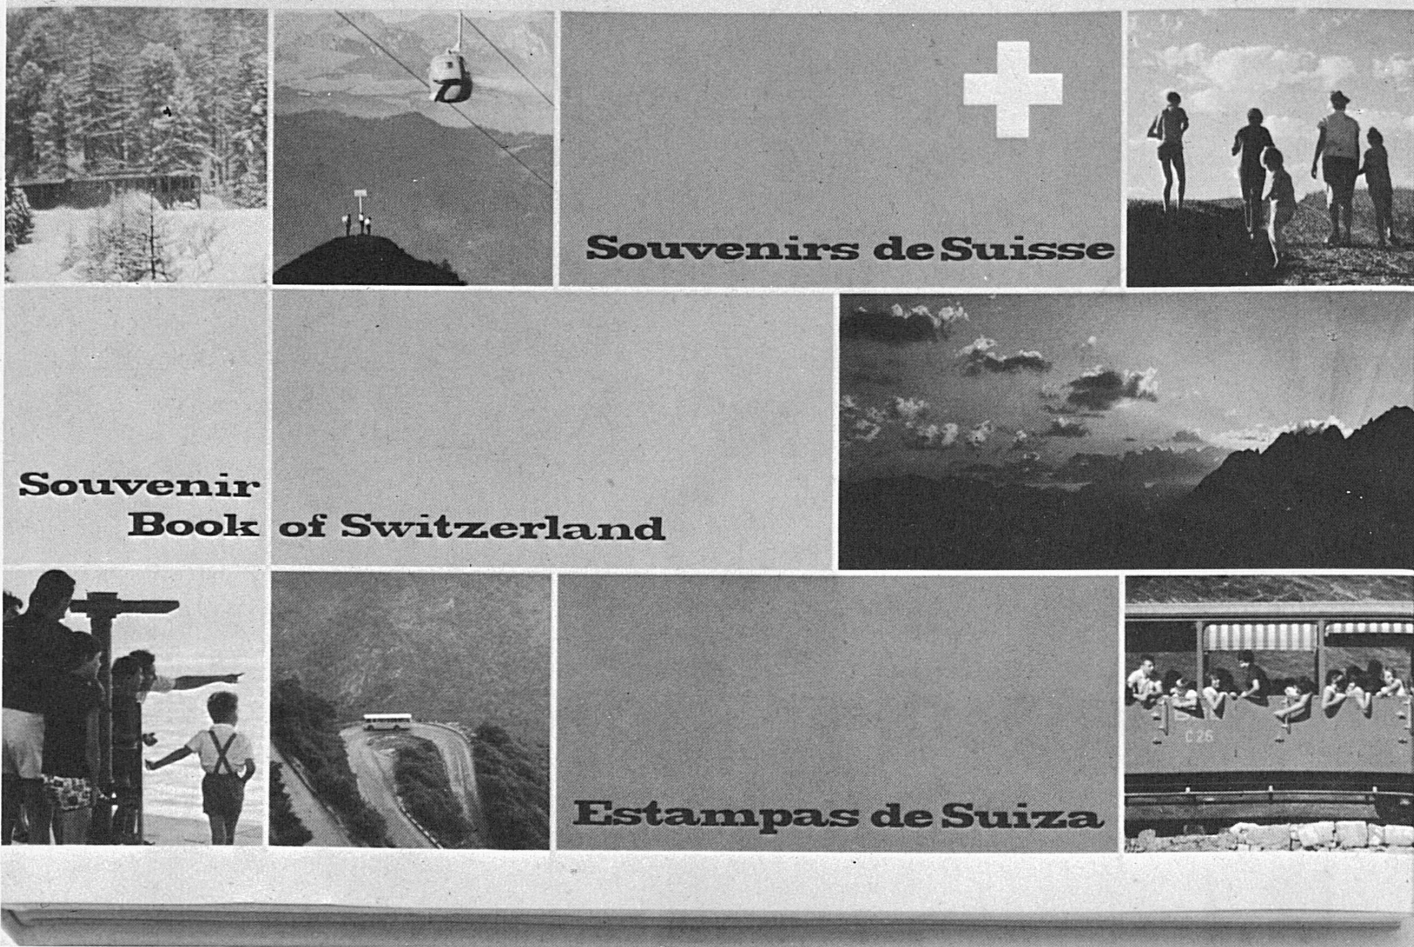 Souvenirs de Suisse
Souvenir
Book of Switzerland
Estampas de Suiza
C 26